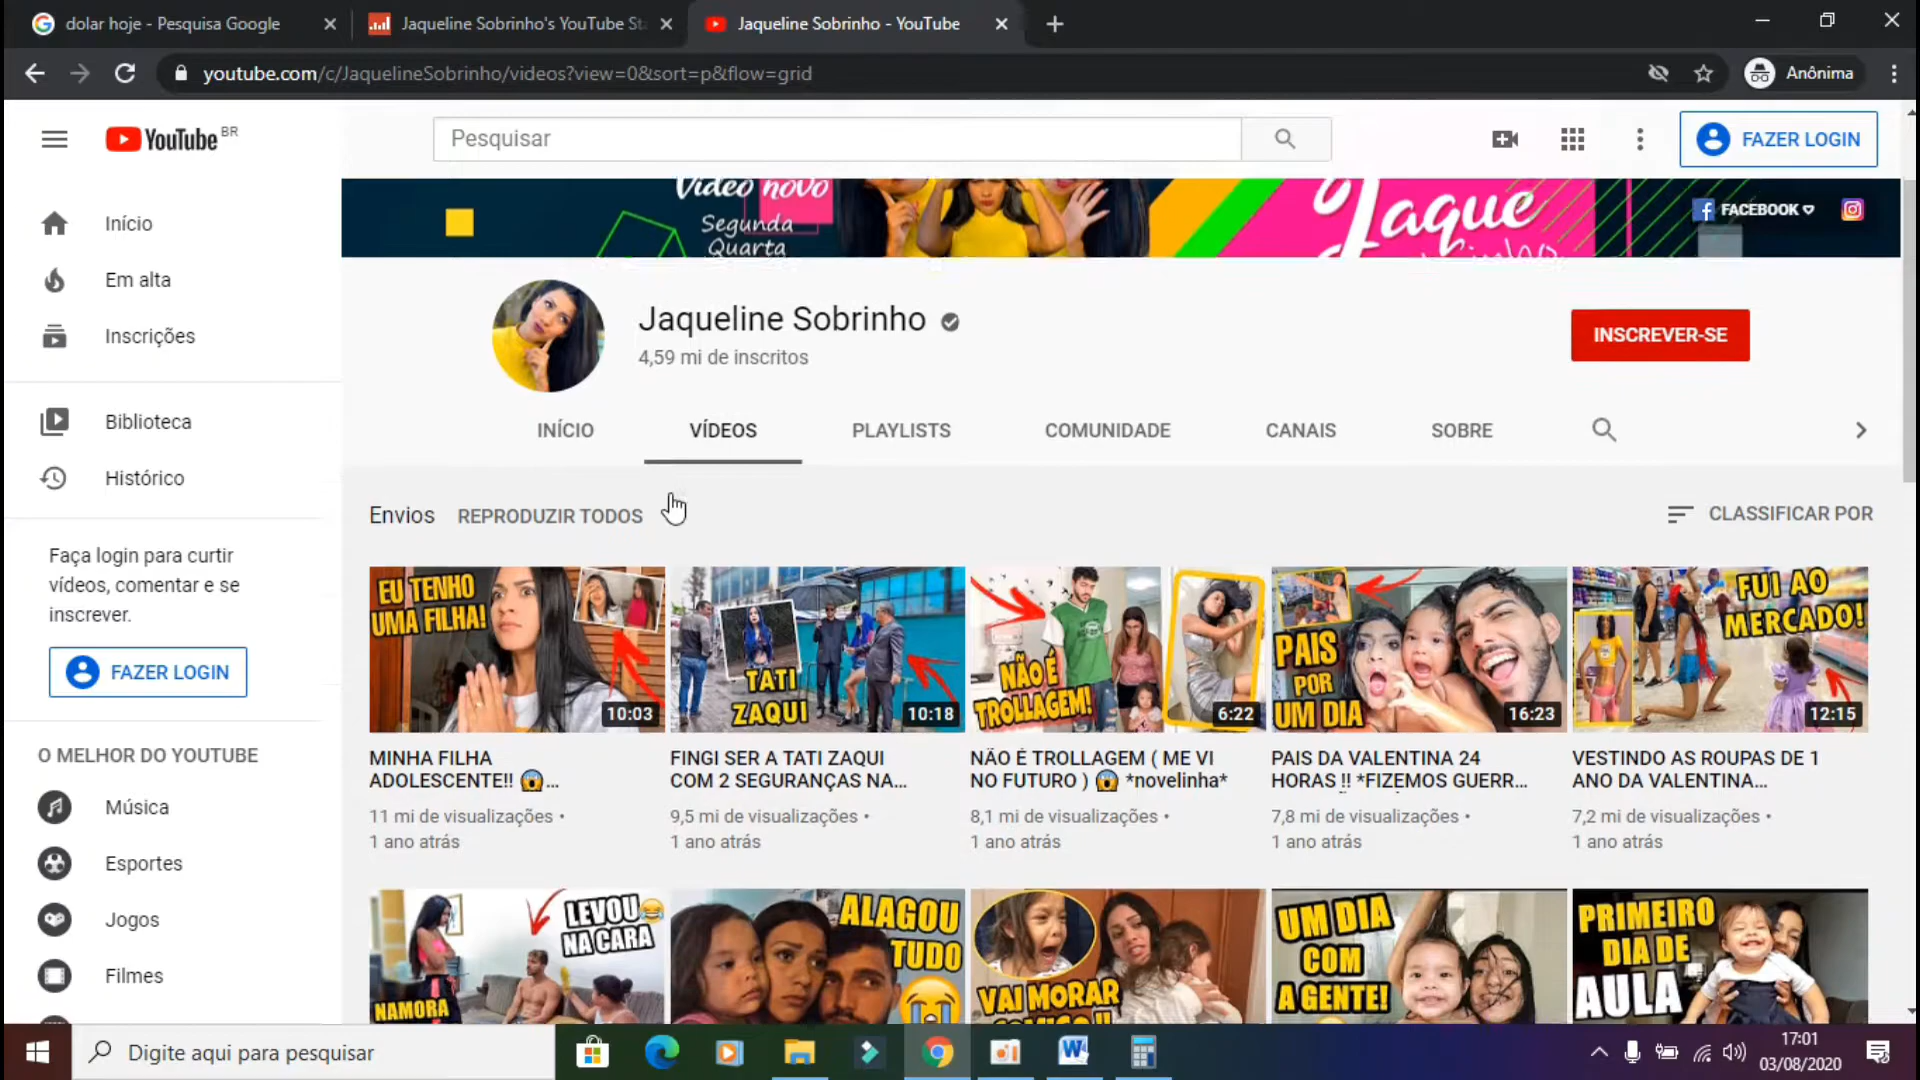 dolar hoje - Pesquisa Google
Jaqueline Sobrinho's YouTube St
Jaqueline Sobrinho - YouTube
youtube.com/c/JaquelineSobrinho/videos?view=0&sort=p&flow=grid
Anônima
YouTube BR
Pesquisar
FAZER LOGIN
Início
Em alta
Inscrições
Biblioteca
Histórico
Faça login para curtir
vídeos, comentar e se
inscrever.
FAZER LOGIN
O MELHOR DO YOUTUBE
Música
Esportes
Jogos
Filmes
Vídeo novo
Segunda
Quarta
Jaque
FACEBOOK
Jaqueline Sobrinho
4,59 mi de inscritos
INSCREVER-SE
INÍCIO
VÍDEOS
PLAYLISTS
COMUNIDADE
CANAIS
SOBRE
Envios
REPRODUZIR TODOS
CLASSIFICAR POR
EU TENHO
UMA FILHA!
10:03
MINHA FILHA
ADOLESCENTE!! 😱...
11 mi de visualizações •
1 ano atrás
TATI
ZAQUI
10:18
FINGI SER A TATI ZAQUI
COM 2 SEGURANÇAS NA...
9,5 mi de visualizações •
1 ano atrás
NÃO É
TROLLAGEM!
6:22
NÃO É TROLLAGEM ( ME VI
NO FUTURO ) 😱 *novelinha*
8,1 mi de visualizações •
1 ano atrás
PAIS
POR
UM DIA
16:23
PAIS DA VALENTINA 24
HORAS !! *FIZEMOS GUERR...
7,8 mi de visualizações •
1 ano atrás
FUI AO
MERCADO!
12:15
VESTINDO AS ROUPAS DE 1
ANO DA VALENTINA...
7,2 mi de visualizações •
1 ano atrás
LEVOU
NA CARA
NAMORA
ALAGOU
TUDO
VAI MORAR
UM DIA
COM
A GENTE!
PRIMEIRO
DIA DE
AULA
Digite aqui para pesquisar
17:01
03/08/2020